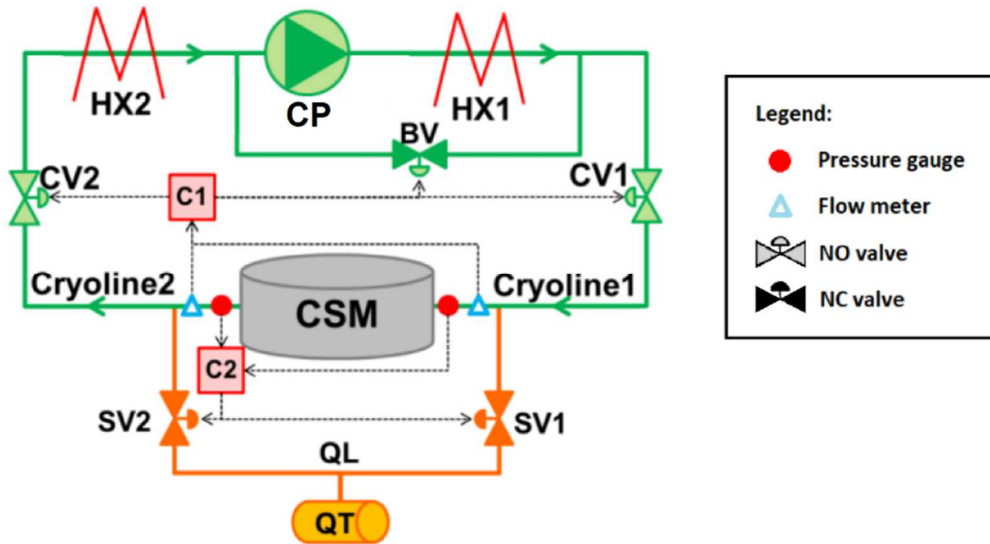 HX2
CP
HX1
BV
CV2
C1
CV1
Cryoline2
CSM
Cryoline1
C2
SV2
SV1
QL
QT
Legend:
Pressure gauge
Flow meter
NO valve
NC valve